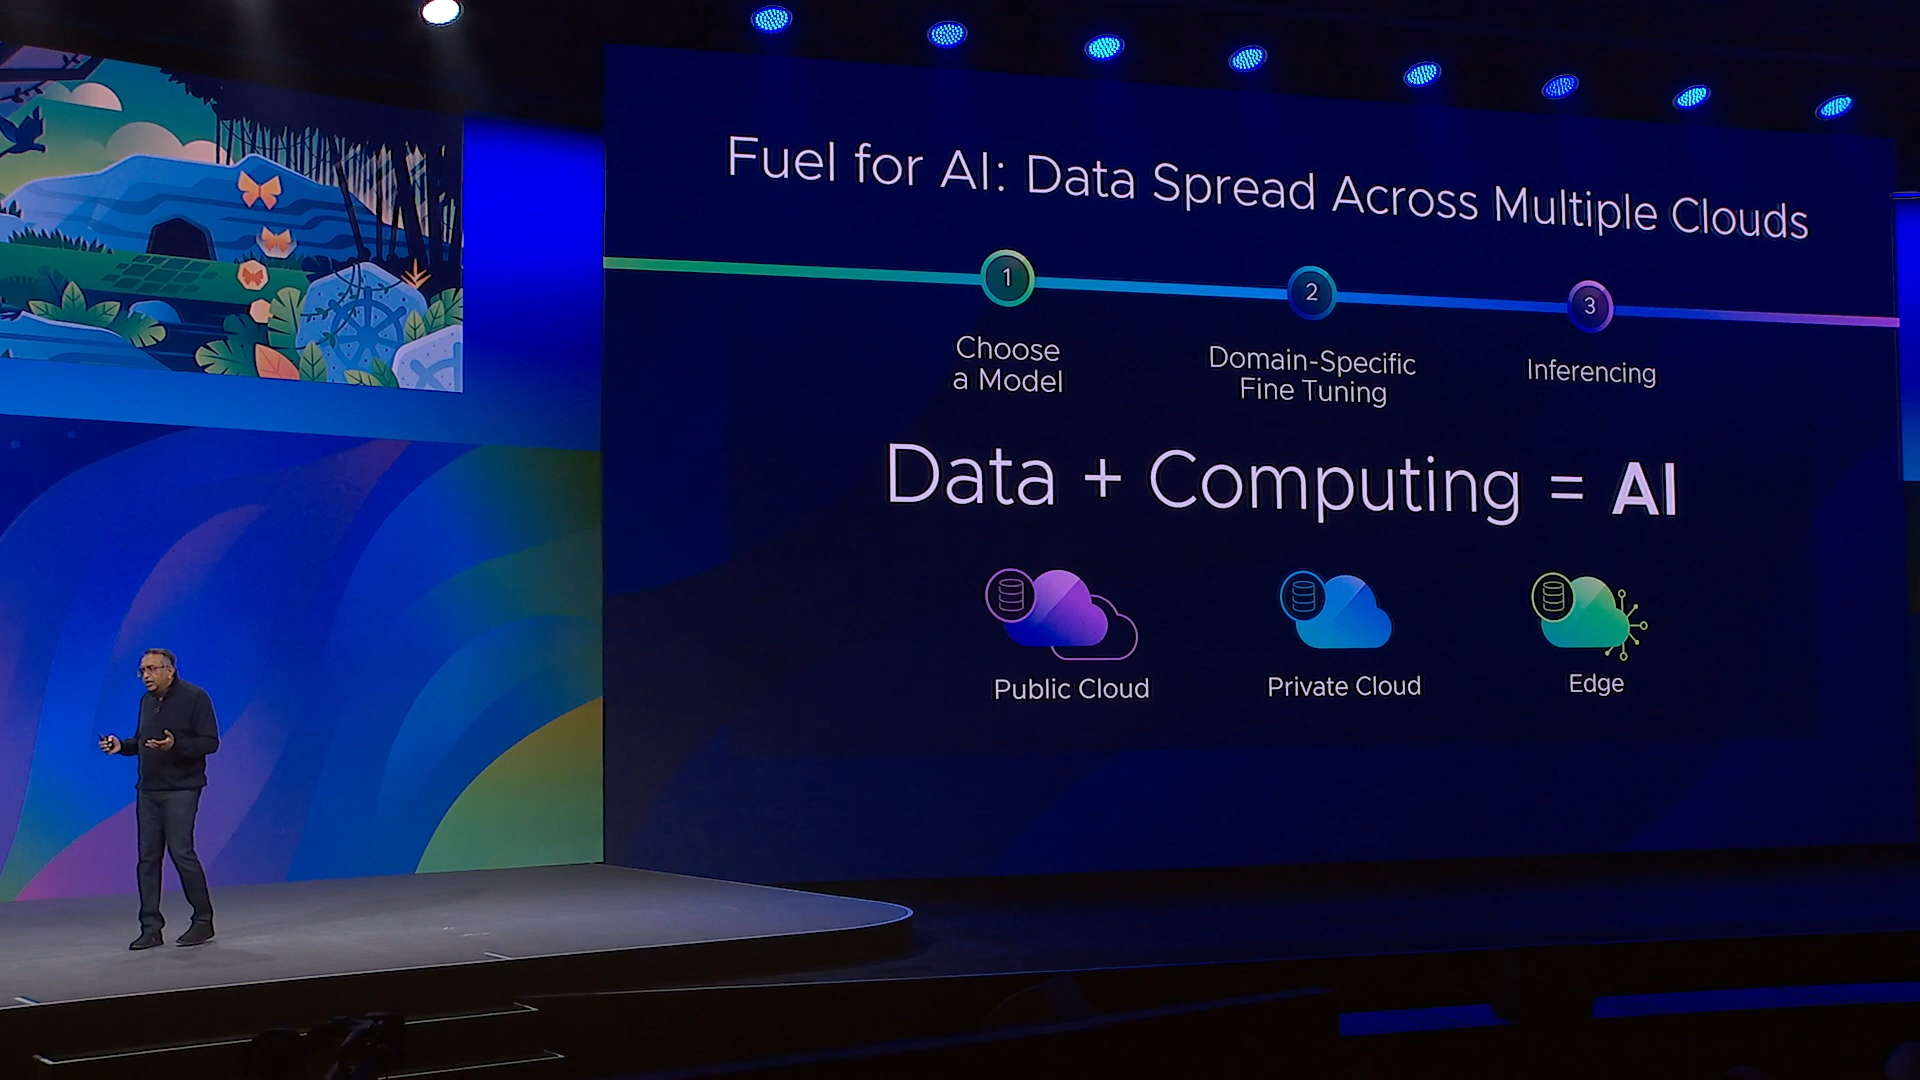 Fuel for AI: Data Spread Across Multiple Clouds
1
2
3
Choose
a Model
Domain-Specific
Fine Tuning
Inferencing
Data + Computing = AI
Public Cloud
Private Cloud
Edge